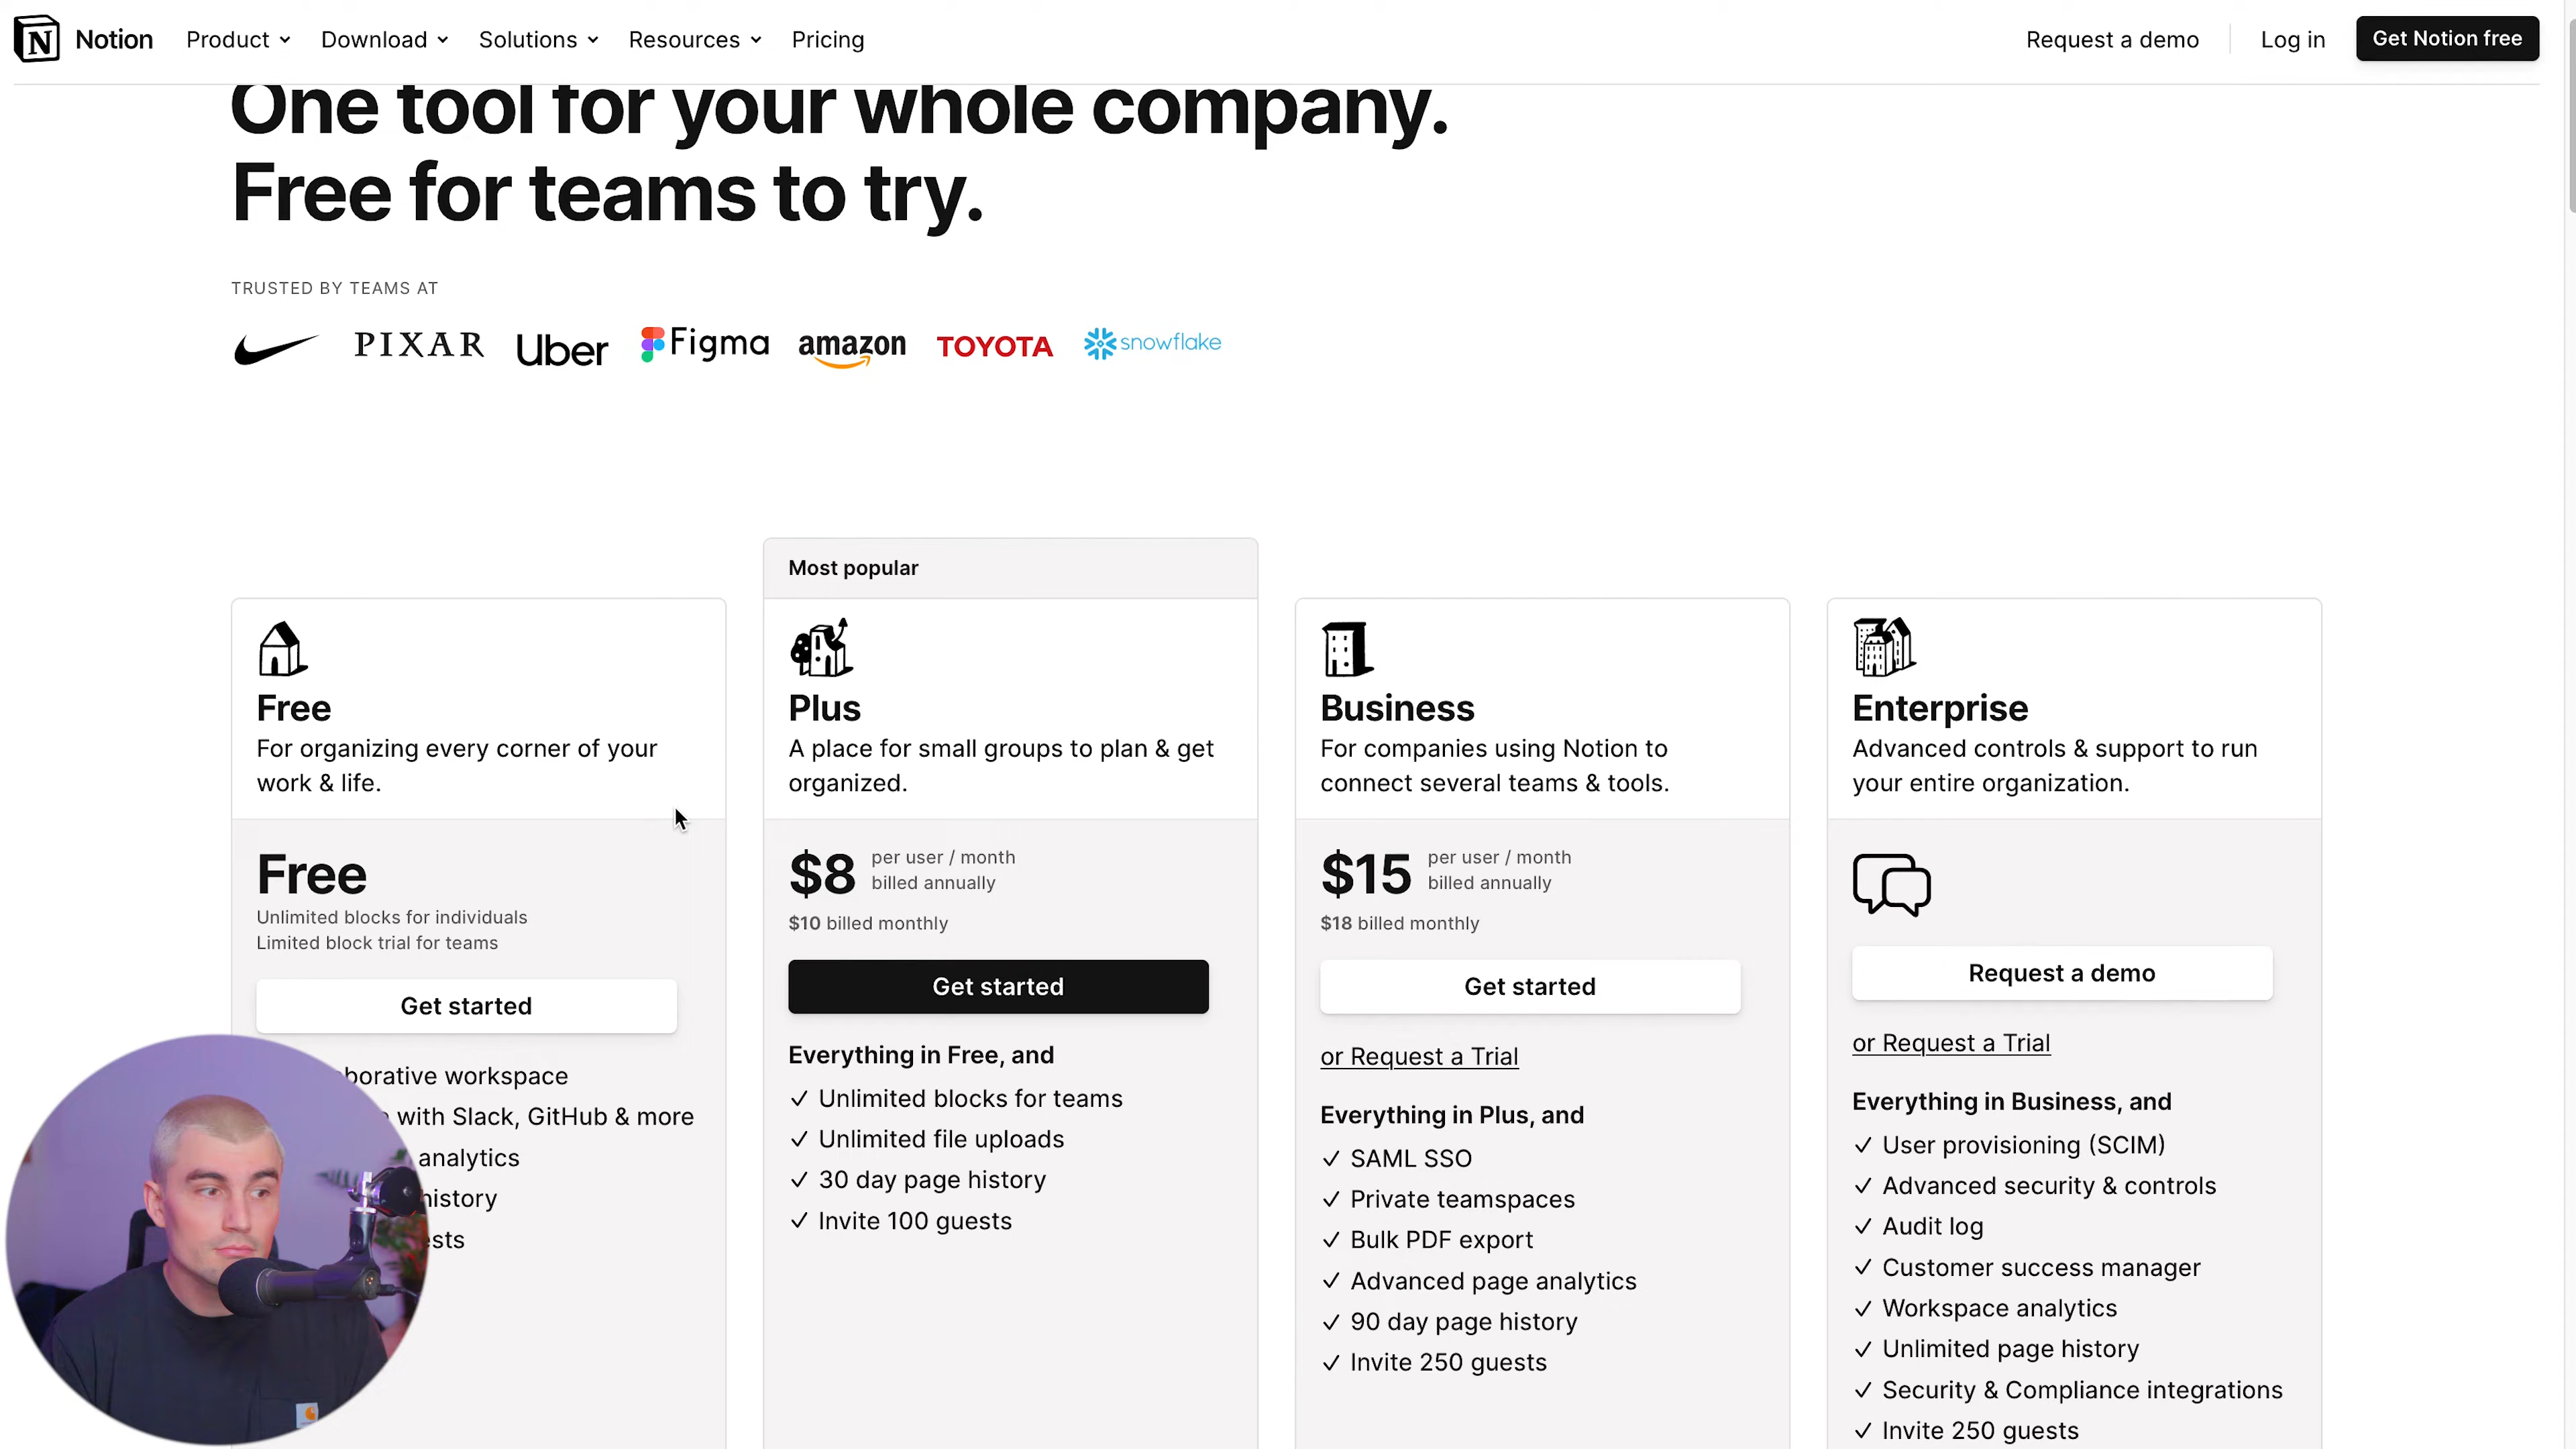 Notion
Product
Download
Solutions
Resources
Pricing
Request a demo
Log in
Get Notion free
One tool for your whole company.
Free for teams to try.
TRUSTED BY TEAMS AT
PIXAR
Uber
Figma
amazon
TOYOTA
snowflake
Free
For organizing every corner of your
work & life.
Free
Unlimited blocks for individuals
Limited block trial for teams
Get started
workspace
with Slack, GitHub & more
analytics
history
Most popular
Plus
A place for small groups to plan & get
organized.
$8 per user / month
billed annually
$10 billed monthly
Get started
Everything in Free, and
✓ Unlimited blocks for teams
✓ Unlimited file uploads
✓ 30 day page history
✓ Invite 100 guests
Business
For companies using Notion to
connect several teams & tools.
$15 per user / month
billed annually
$18 billed monthly
Get started
or Request a Trial
Everything in Plus, and
✓ SAML SSO
✓ Private teamspaces
✓ Bulk PDF export
✓ Advanced page analytics
✓ 90 day page history
✓ Invite 250 guests
Enterprise
Advanced controls & support to run
your entire organization.
Request a demo
or Request a Trial
Everything in Business, and
✓ User provisioning (SCIM)
✓ Advanced security & controls
✓ Audit log
✓ Customer success manager
✓ Workspace analytics
✓ Unlimited page history
✓ Security & Compliance integrations
✓ Invite 250 guests